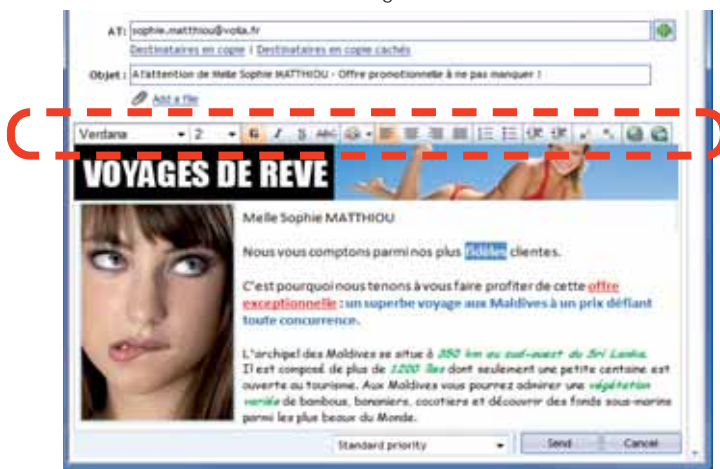 AT: sophie.matthiou@voila.fr
Destinataires en copie | Destinataires en copie cachés
Objet : A l'attention de Melle Sophie MATTHIOU - Offre promotionnelle à ne pas manquer !
Add a file
Verdana 2 G I S ABC
VOYAGES DE REVE
Melle Sophie MATTHIOU
Nous vous comptons parmi nos plus fidèles clientes.
C'est pourquoi nous tenons à vous faire profiter de cette offre
exceptionnelle : un superbe voyage aux Maldives à un prix défiant
toute concurrence.
L'archipel des Maldives se situe à 350 km au sud-ouest du Sri Lanka.
Il est composé de plus de 1200 îles dont seulement une petite centaine est
ouverte au tourisme. Aux Maldives vous pourrez admirer une végétation
variée de bambous, bananiers, cocotiers et découvrir des fonds sous-marins
parmi les plus beaux du Monde.
Standard priority Send Cancel